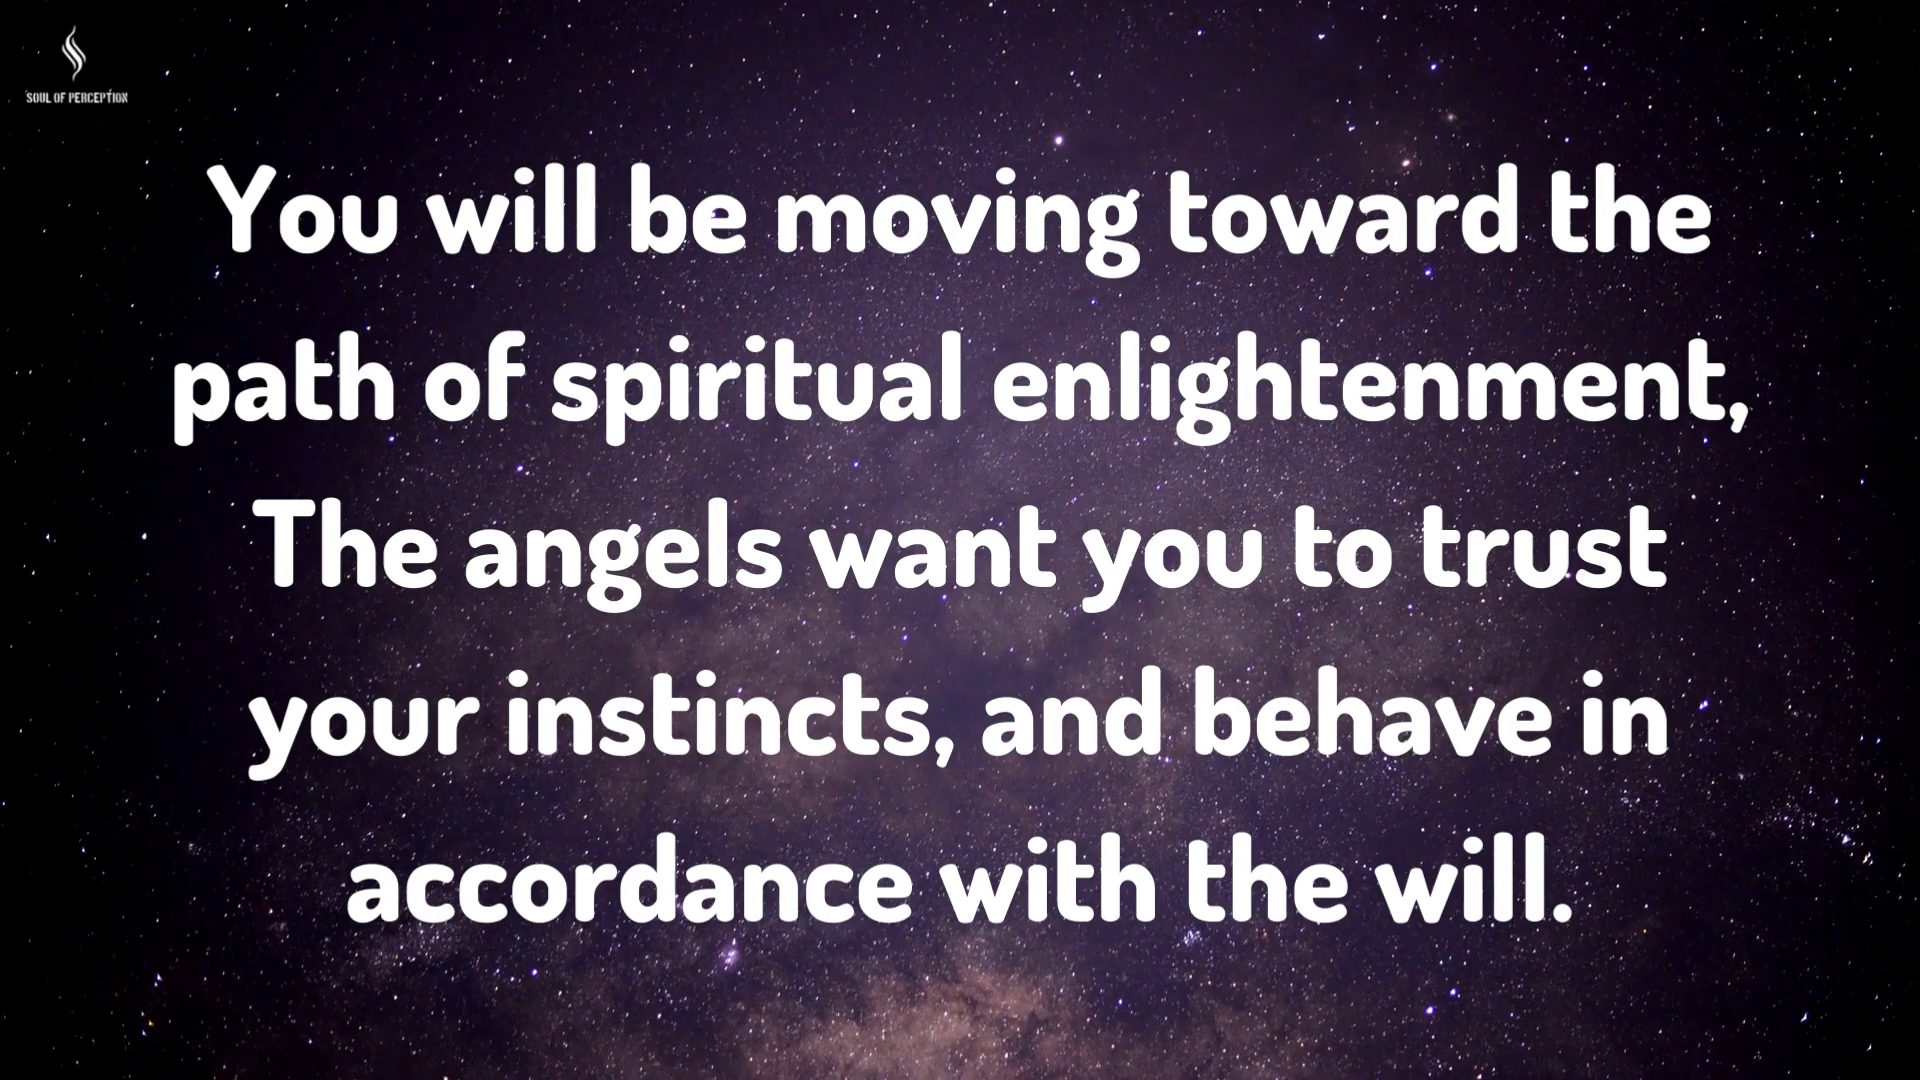 SOUL OF PERCEPTION
You will be moving toward the
path of spiritual enlightenment,
The angels want you to trust
your instincts, and behave in
accordance with the will.